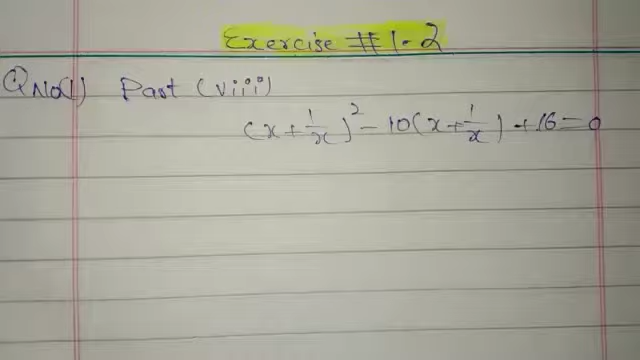 Exercise #1.2
Q No(1) Part (viii)
(x+1/x)² - 10(x+1/x) + 16 = 0